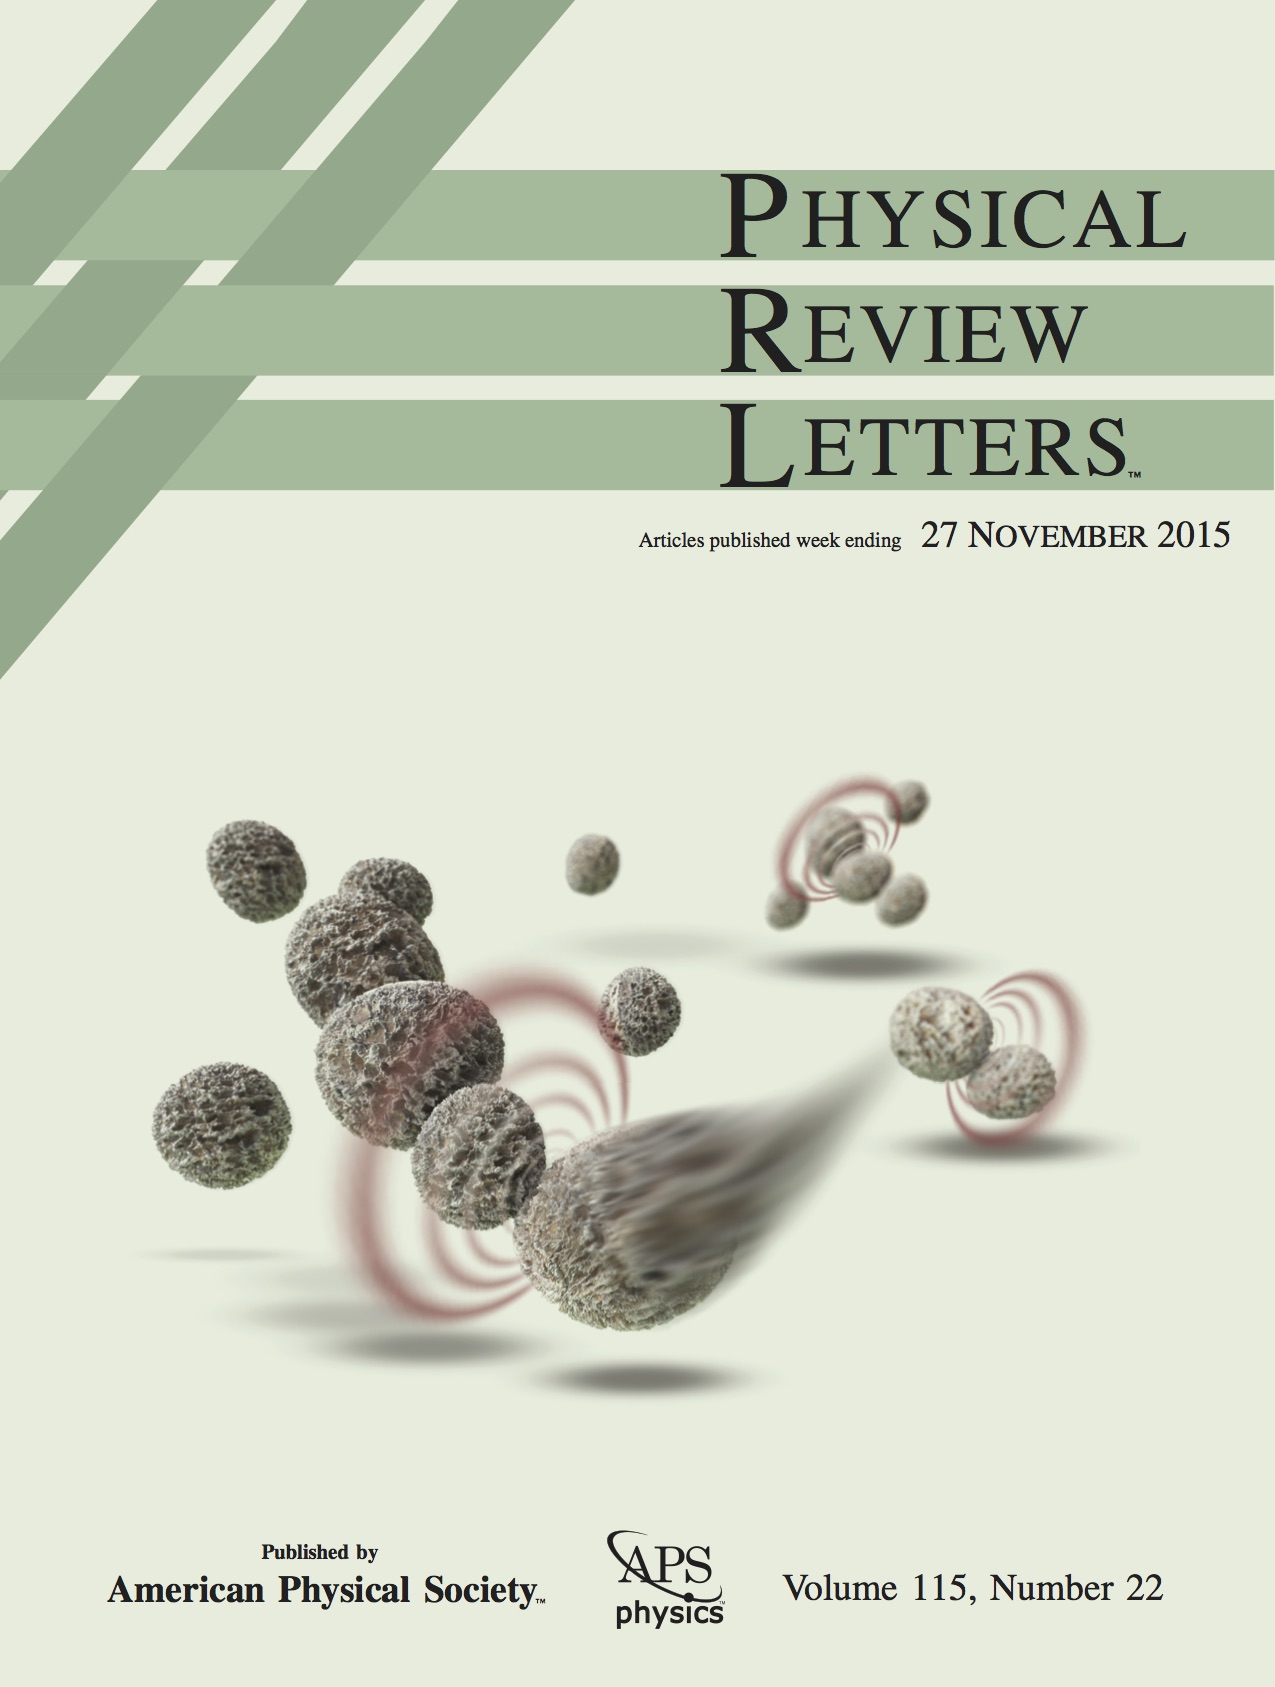 PHYSICAL
REVIEW
LETTERS™
Articles published week ending 27 NOVEMBER 2015
Published by
American Physical Society™
APS
physics™
Volume 115, Number 22